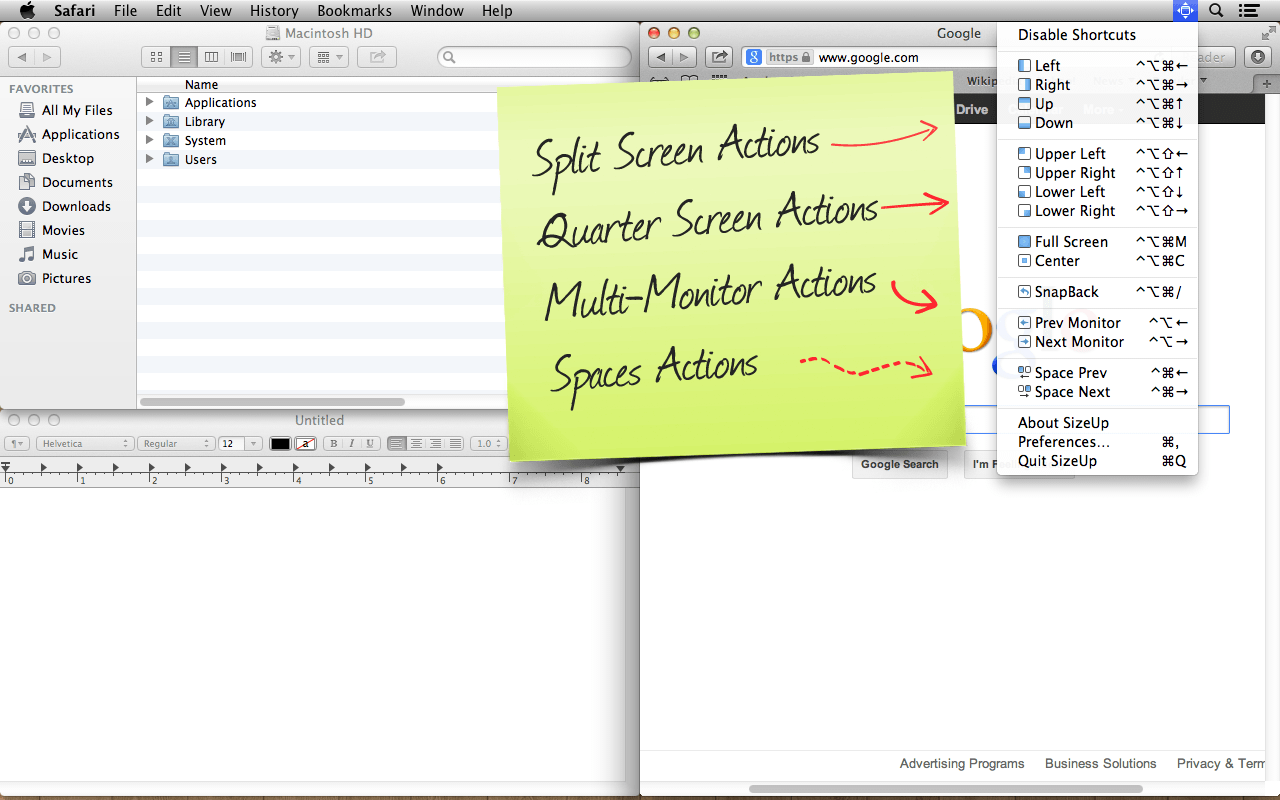 Safari File Edit View History Bookmarks Window Help
Macintosh HD
Name
FAVORITES
All My Files
Applications
Desktop
Documents
Downloads
Movies
Music
Pictures
SHARED
Applications
Library
System
Users
Untitled
Helvetica Regular 12 a B I U 1.0
0 1 2 3 4 5 6 7 8
Split Screen Actions
Quarter Screen Actions
Multi-Monitor Actions
Spaces Actions
Google
https www.google.com
Drive
Google Search
Advertising Programs Business Solutions Privacy &
Disable Shortcuts
Left ^⌥⌘←
Right ^⌥⌘→
Up ^⌥⌘↑
Down ^⌥⌘↓
Upper Left ^⌥⇧←
Upper Right ^⌥⇧↑
Lower Left ^⌥⇧↓
Lower Right ^⌥⇧→
Full Screen ^⌥⌘M
Center ^⌥⌘C
SnapBack ^⌥⌘/
Prev Monitor ^⌥←
Next Monitor ^⌥→
Space Prev ^⌘←
Space Next ^⌘→
About SizeUp
Preferences... ⌘,
Quit SizeUp ⌘Q